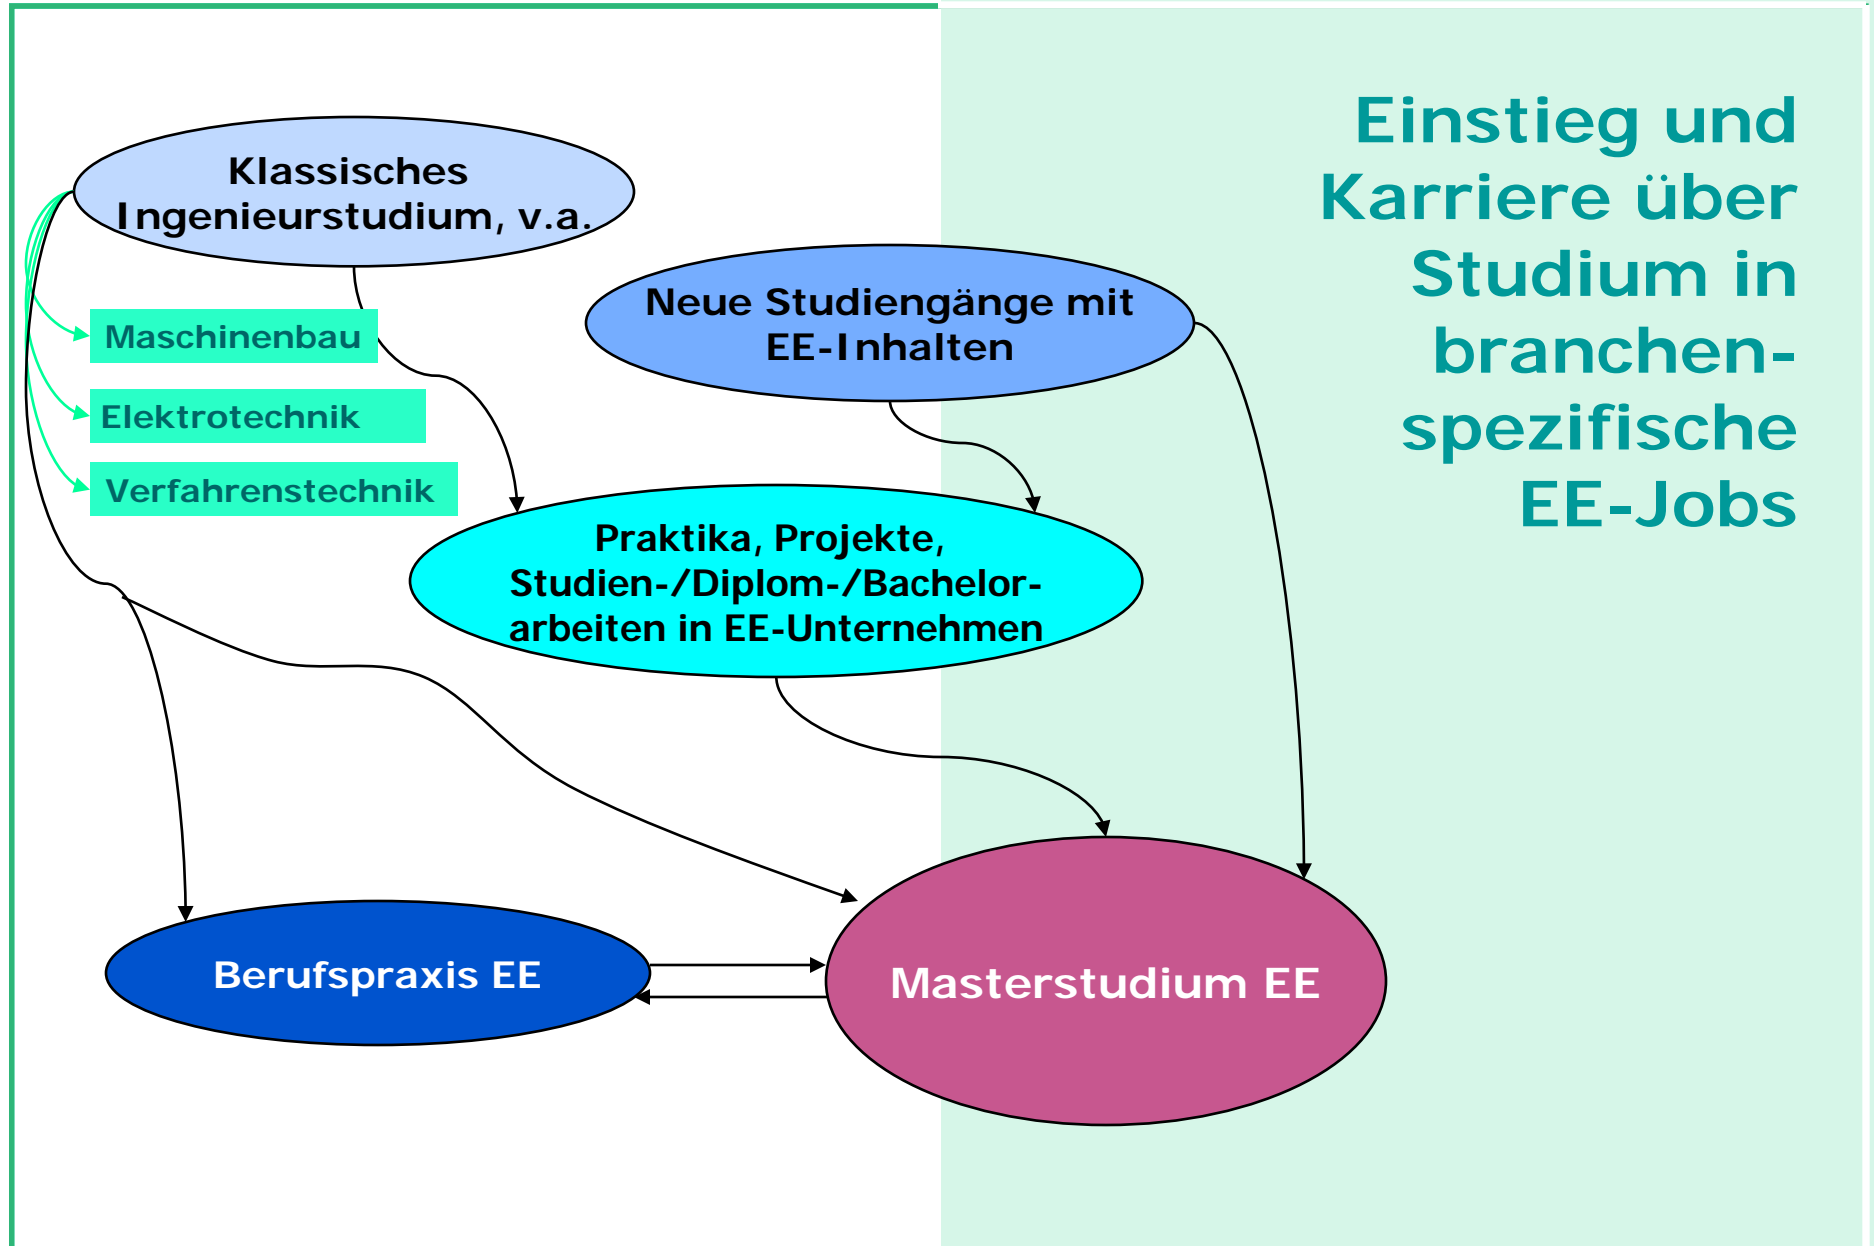 Einstieg und
Karriere über
Studium in
branchen-
spezifische
EE-Jobs
Klassisches
Ingenieurstudium, v.a.
Maschinenbau
Elektrotechnik
Verfahrenstechnik
Neue Studiengänge mit
EE-Inhalten
Praktika, Projekte,
Studien-/Diplom-/Bachelor-
arbeiten in EE-Unternehmen
Berufspraxis EE
Masterstudium EE